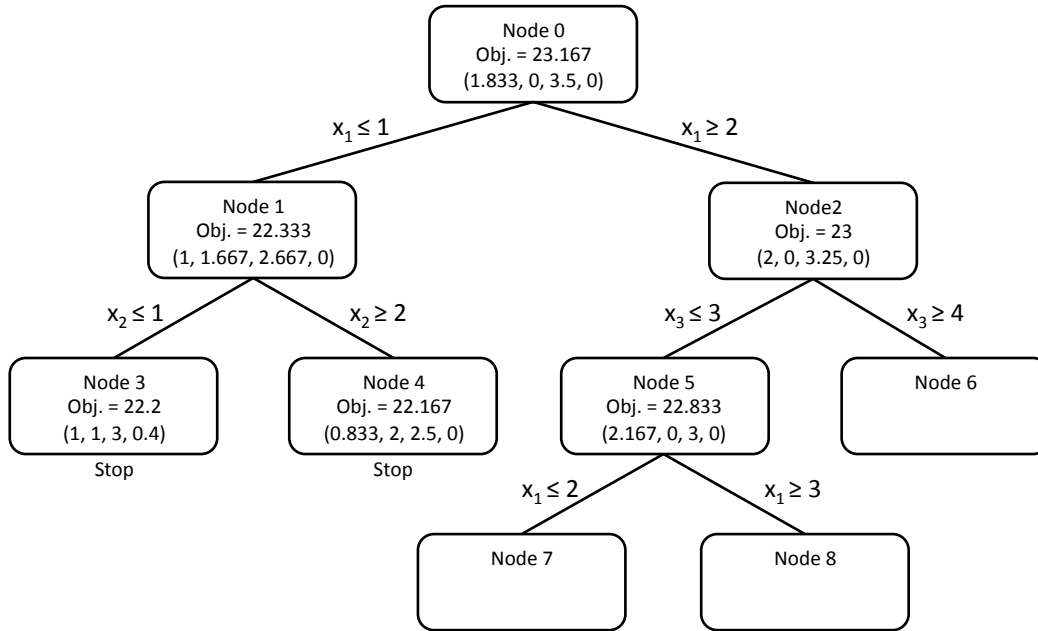 Node 0
Obj. = 23.167
(1.833, 0, 3.5, 0)
x₁ ≤ 1
x₁ ≥ 2
Node 1
Obj. = 22.333
(1, 1.667, 2.667, 0)
Node2
Obj. = 23
(2, 0, 3.25, 0)
x₂ ≤ 1
x₂ ≥ 2
x₃ ≤ 3
x₃ ≥ 4
Node 3
Obj. = 22.2
(1, 1, 3, 0.4)
Stop
Node 4
Obj. = 22.167
(0.833, 2, 2.5, 0)
Stop
Node 5
Obj. = 22.833
(2.167, 0, 3, 0)
Node 6
x₁ ≤ 2
x₁ ≥ 3
Node 7
Node 8